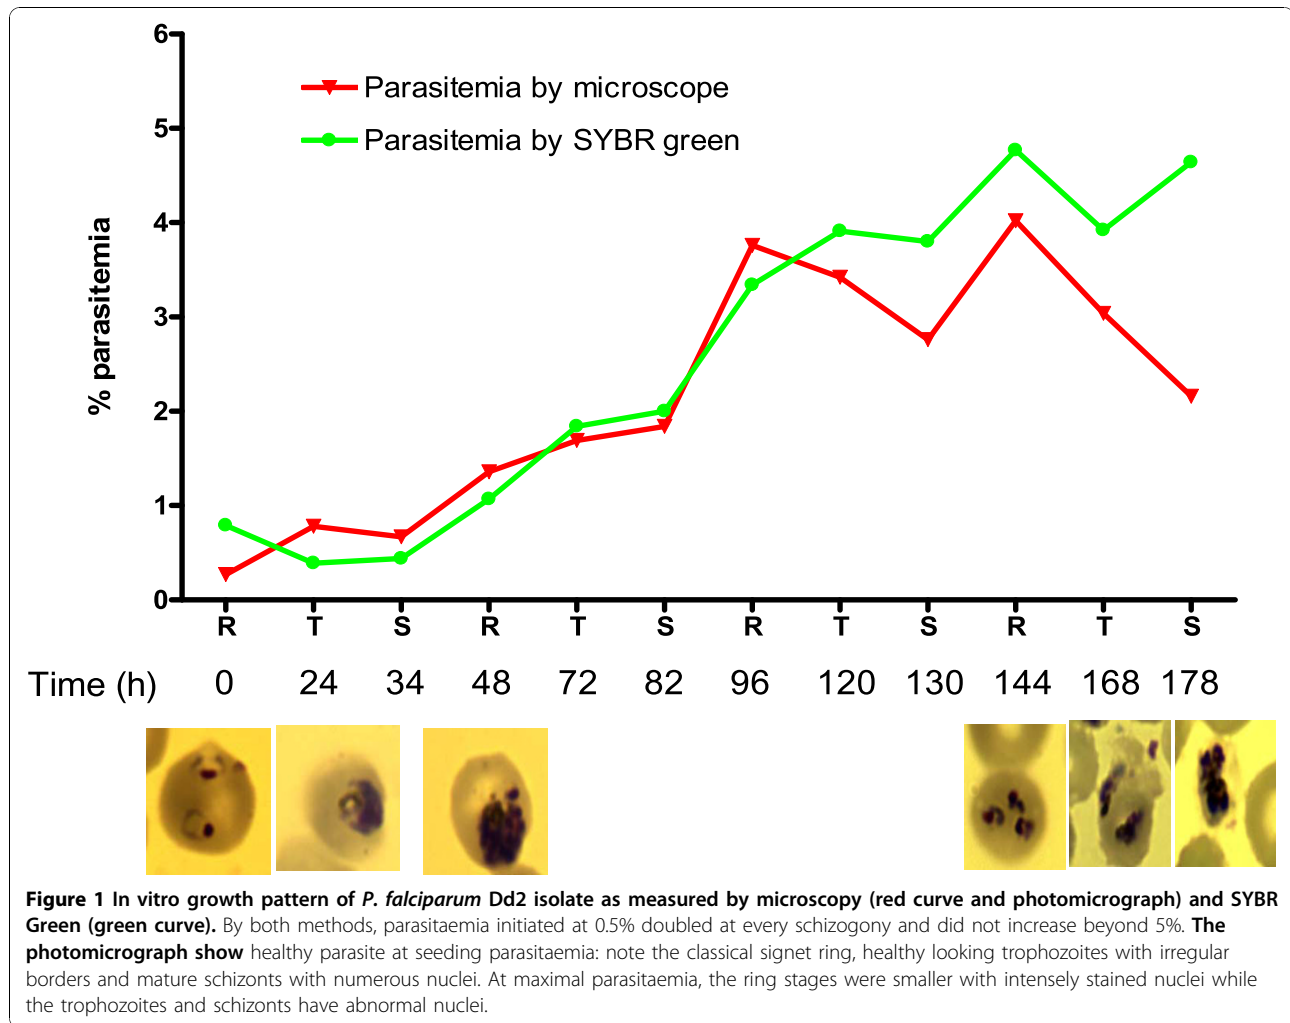 6
Parasitemia by microscope
5
Parasitemia by SYBR green
4
% parasitemia
3
2
1
0
R T S R T S R T S R T S
Time (h) 0 24 34 48 72 82 96 120 130 144 168 178
Figure 1 In vitro growth pattern of P. falciparum Dd2 isolate as measured by microscopy (red curve and photomicrograph) and SYBR
Green (green curve). By both methods, parasitaemia initiated at 0.5% doubled at every schizogony and did not increase beyond 5%. The
photomicrograph show healthy parasite at seeding parasitaemia: note the classical signet ring, healthy looking trophozoites with irregular
borders and mature schizonts with numerous nuclei. At maximal parasitaemia, the ring stages were smaller with intensely stained nuclei while
the trophozoites and schizonts have abnormal nuclei.